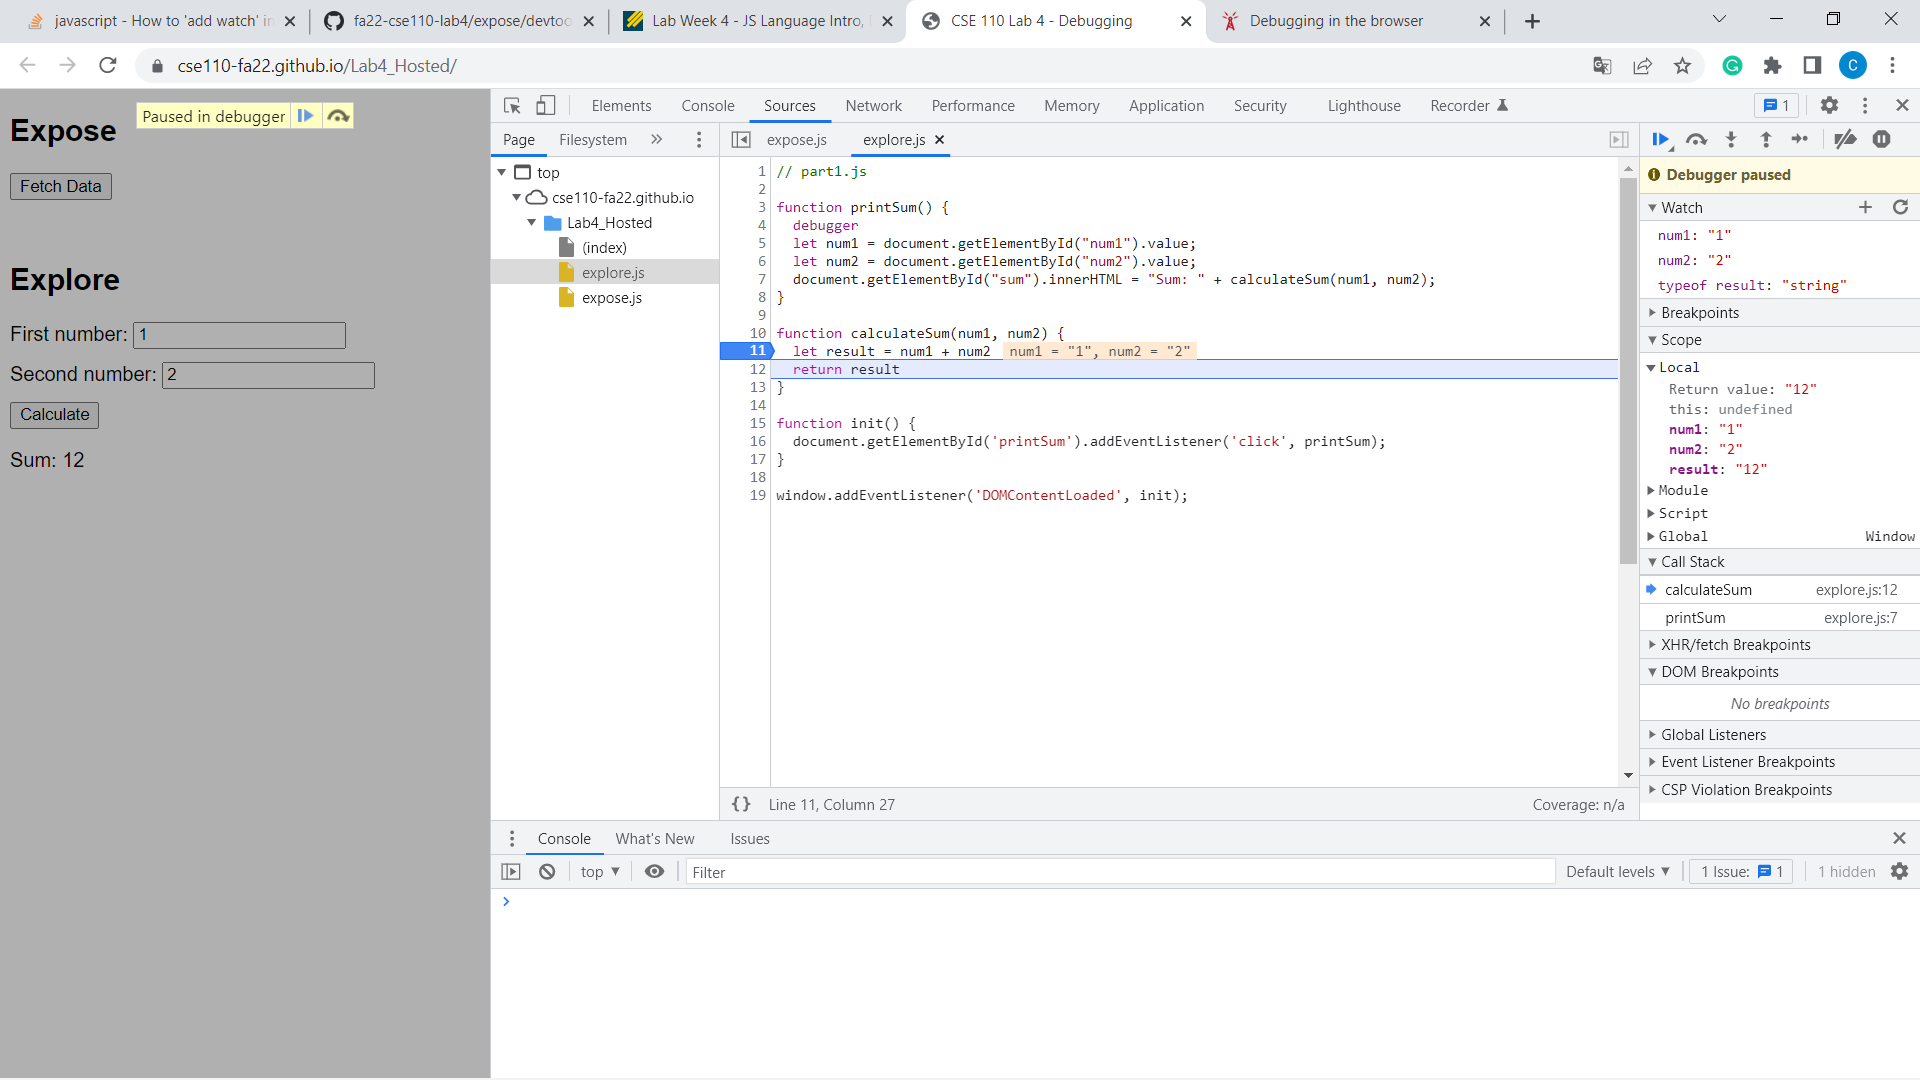 javascript - How to 'add watch' in
fa22-cse110-lab4/expose/devtoo
Lab Week 4 - JS Language Intro,
CSE 110 Lab 4 - Debugging
Debugging in the browser
cse110-fa22.github.io/Lab4_Hosted/
C
Expose
Paused in debugger
Fetch Data
Explore
First number: 1
Second number: 2
Calculate
Sum: 12
Elements Console Sources Network Performance Memory Application Security Lighthouse Recorder 1
Page Filesystem
top
cse110-fa22.github.io
Lab4_Hosted
(index)
explore.js
expose.js
expose.js explore.js
1 // part1.js
2
3 function printSum() {
4 debugger
5 let num1 = document.getElementById("num1").value;
6 let num2 = document.getElementById("num2").value;
7 document.getElementById("sum").innerHTML = "Sum: " + calculateSum(num1, num2);
8 }
9
10 function calculateSum(num1, num2) {
11 let result = num1 + num2 num1 = "1", num2 = "2"
12 return result
13 }
14
15 function init() {
16 document.getElementById('printSum').addEventListener('click', printSum);
17 }
18
19 window.addEventListener('DOMContentLoaded', init);
{} Line 11, Column 27 Coverage: n/a
Debugger paused
Watch
num1: "1"
num2: "2"
typeof result: "string"
Breakpoints
Scope
Local
Return value: "12"
this: undefined
num1: "1"
num2: "2"
result: "12"
Module
Script
Global Window
Call Stack
calculateSum explore.js:12
printSum explore.js:7
XHR/fetch Breakpoints
DOM Breakpoints
No breakpoints
Global Listeners
Event Listener Breakpoints
CSP Violation Breakpoints
Console What's New Issues
top Filter Default levels 1 Issue: 1 1 hidden